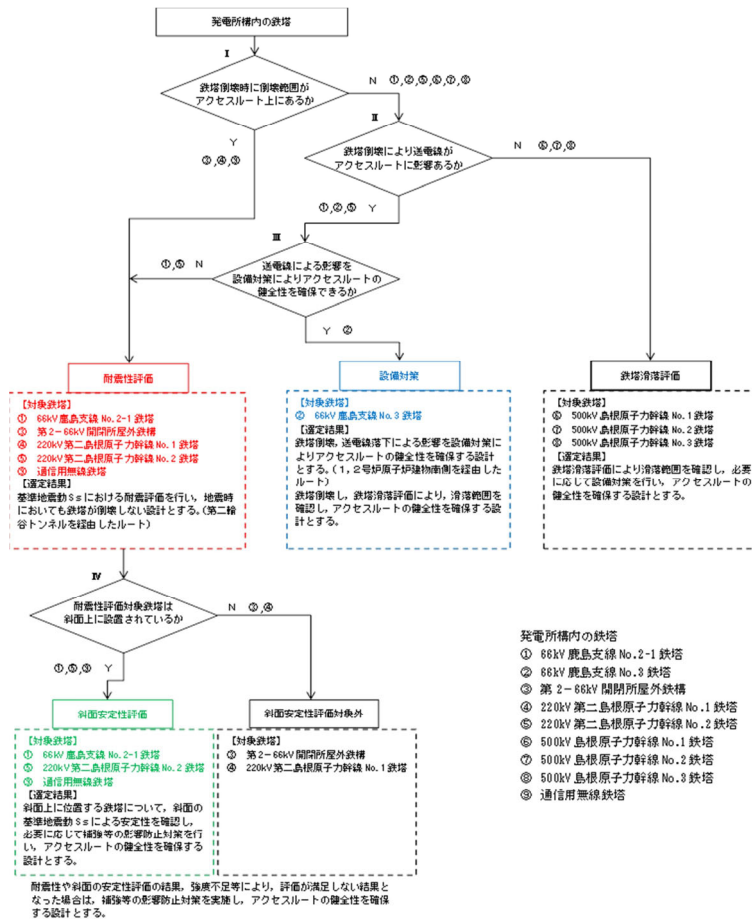 発電所構内の鉄塔
Ⅰ
鉄塔倒壊時に倒壊範囲が
アクセスルート上にあるか
N ①,②,⑤,⑥,⑦,⑧
Y
③,④,⑨
Ⅱ
鉄塔倒壊により送電線が
アクセスルートに影響あるか
N ⑥,⑦,⑧
①,②,⑤ Y
Ⅲ
送電線による影響を
設備対策によりアクセスルートの
健全性を確保できるか
①,⑤ N
Y ②
耐震性評価
【対象鉄塔】
① 66kV 鹿島支線 No.2-1 鉄塔
③ 第2−66kV 開閉所屋外鉄構
④ 220kV 第二島根原子力幹線 No.1 鉄塔
⑤ 220kV 第二島根原子力幹線 No.2 鉄塔
⑨ 通信用無線鉄塔
【選定結果】
基準地震動Ssにおける耐震評価を行い,地震時
においても鉄塔が倒壊しない設計とする。(第二輪
谷トンネルを経由したルート)
設備対策
【対象鉄塔】
② 66kV 鹿島支線 No.3 鉄塔
【選定結果】
鉄塔倒壊,送電線落下による影響を設備対策に
よりアクセスルートの健全性を確保する設計
とする。(1,2号炉原子炉建物南側を経由した
ルート)
鉄塔倒壊し,鉄塔滑落評価により,滑落範囲を
確認し,アクセスルートの健全性を確保する設
計とする。
鉄塔滑落評価
【対象鉄塔】
⑥ 500kV 島根原子力幹線 No.1 鉄塔
⑦ 500kV 島根原子力幹線 No.2 鉄塔
⑧ 500kV 島根原子力幹線 No.3 鉄塔
【選定結果】
鉄塔滑落評価により滑落範囲を確認し,必要
に応じて設備対策を行い,アクセスルートの
健全性を確保する設計とする。
Ⅳ
耐震性評価対象鉄塔は
斜面上に設置されているか
N ③,④
①,⑤,⑨ Y
斜面安定性評価
【対象鉄塔】
① 66kV 鹿島支線 No.2-1 鉄塔
⑤ 220kV 第二島根原子力幹線 No.2 鉄塔
⑨ 通信用無線鉄塔
【選定結果】
斜面上に位置する鉄塔について,斜面の
基準地震動Ssによる安定性を確認し,
必要に応じて補強等の影響防止対策を行
い,アクセスルートの健全性を確保する
設計とする。
斜面安定性評価対象外
【対象鉄塔】
③ 第2−66kV 開閉所屋外鉄構
④ 220kV 第二島根原子力幹線 No.1 鉄塔
発電所構内の鉄塔
① 66kV 鹿島支線 No.2-1 鉄塔
② 66kV 鹿島支線 No.3 鉄塔
③ 第2−66kV 開閉所屋外鉄構
④ 220kV 第二島根原子力幹線 No.1 鉄塔
⑤ 220kV 第二島根原子力幹線 No.2 鉄塔
⑥ 500kV 島根原子力幹線 No.1 鉄塔
⑦ 500kV 島根原子力幹線 No.2 鉄塔
⑧ 500kV 島根原子力幹線 No.3 鉄塔
⑨ 通信用無線鉄塔
耐震性や斜面の安定性評価の結果,強度不足等により,評価が満足しない結果と
なった場合は,補強等の影響防止対策を実施し,アクセスルートの健全性を確保
する設計とする。